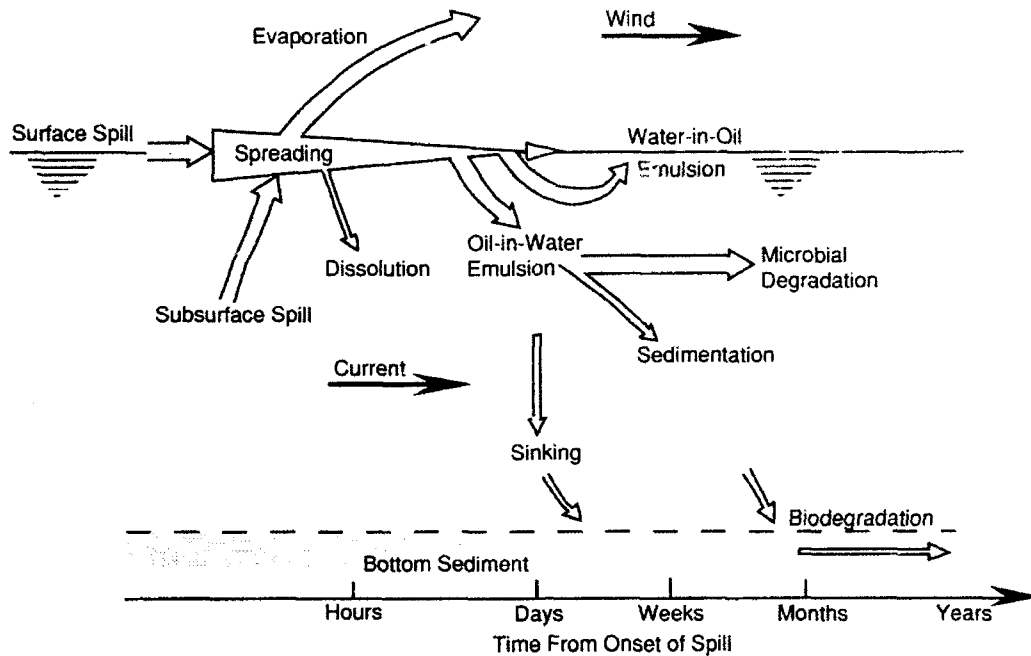 Evaporation
Wind
Surface Spill
Spreading
Water-in-Oil
Emulsion
Dissolution
Oil-in-Water
Emulsion
Microbial
Degradation
Subsurface Spill
Sedimentation
Current
Sinking
Biodegradation
Bottom Sediment
Hours
Days
Weeks
Months
Years
Time From Onset of Spill